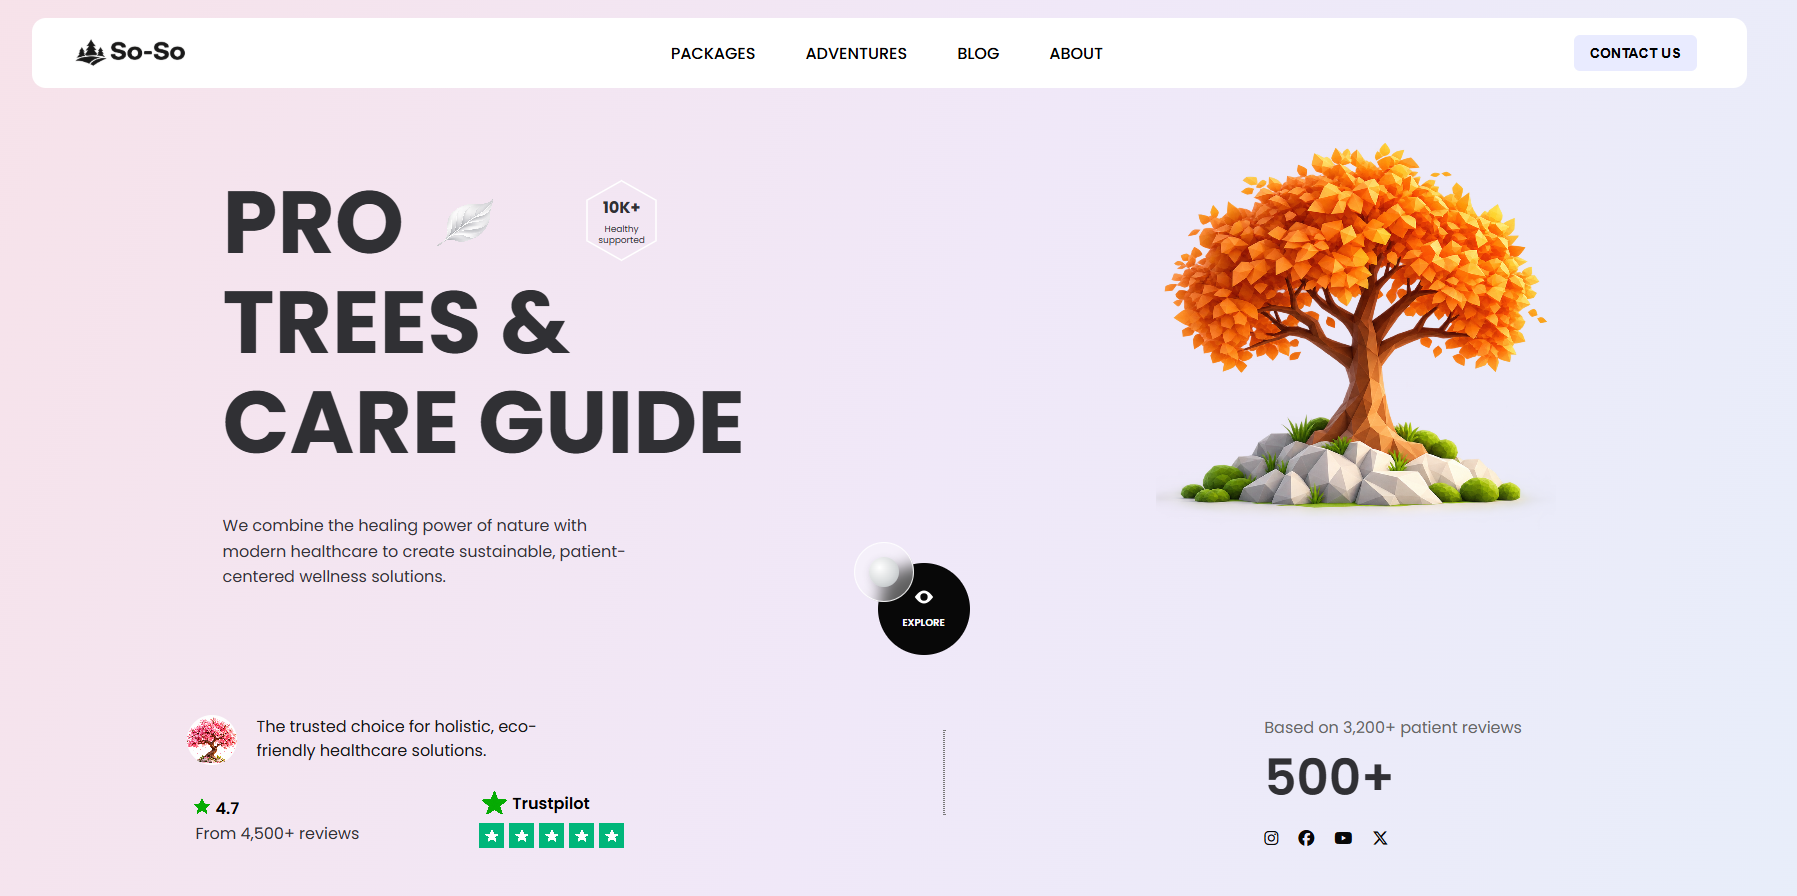 So-So
PACKAGES
ADVENTURES
BLOG
ABOUT
CONTACT US
PRO
10K+
Healthy
supported
TREES &
CARE GUIDE
We combine the healing power of nature with
modern healthcare to create sustainable, patient-
centered wellness solutions.
EXPLORE
The trusted choice for holistic, eco-
friendly healthcare solutions.
4.7
From 4,500+ reviews
Trustpilot
Based on 3,200+ patient reviews
500+